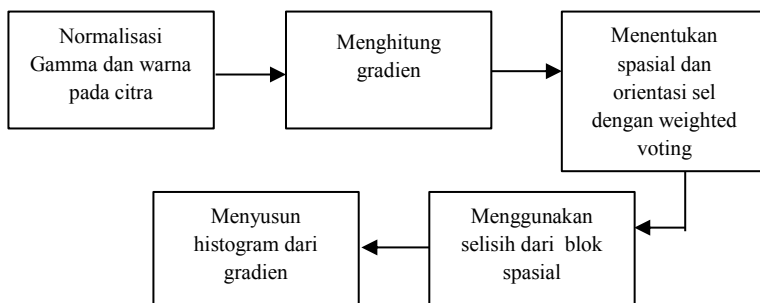 Normalisasi
Gamma dan warna
pada citra
Menghitung
gradien
Menentukan
spasial dan
orientasi sel
dengan weighted
voting
Menggunakan
selisih dari blok
spasial
Menyusun
histogram dari
gradien